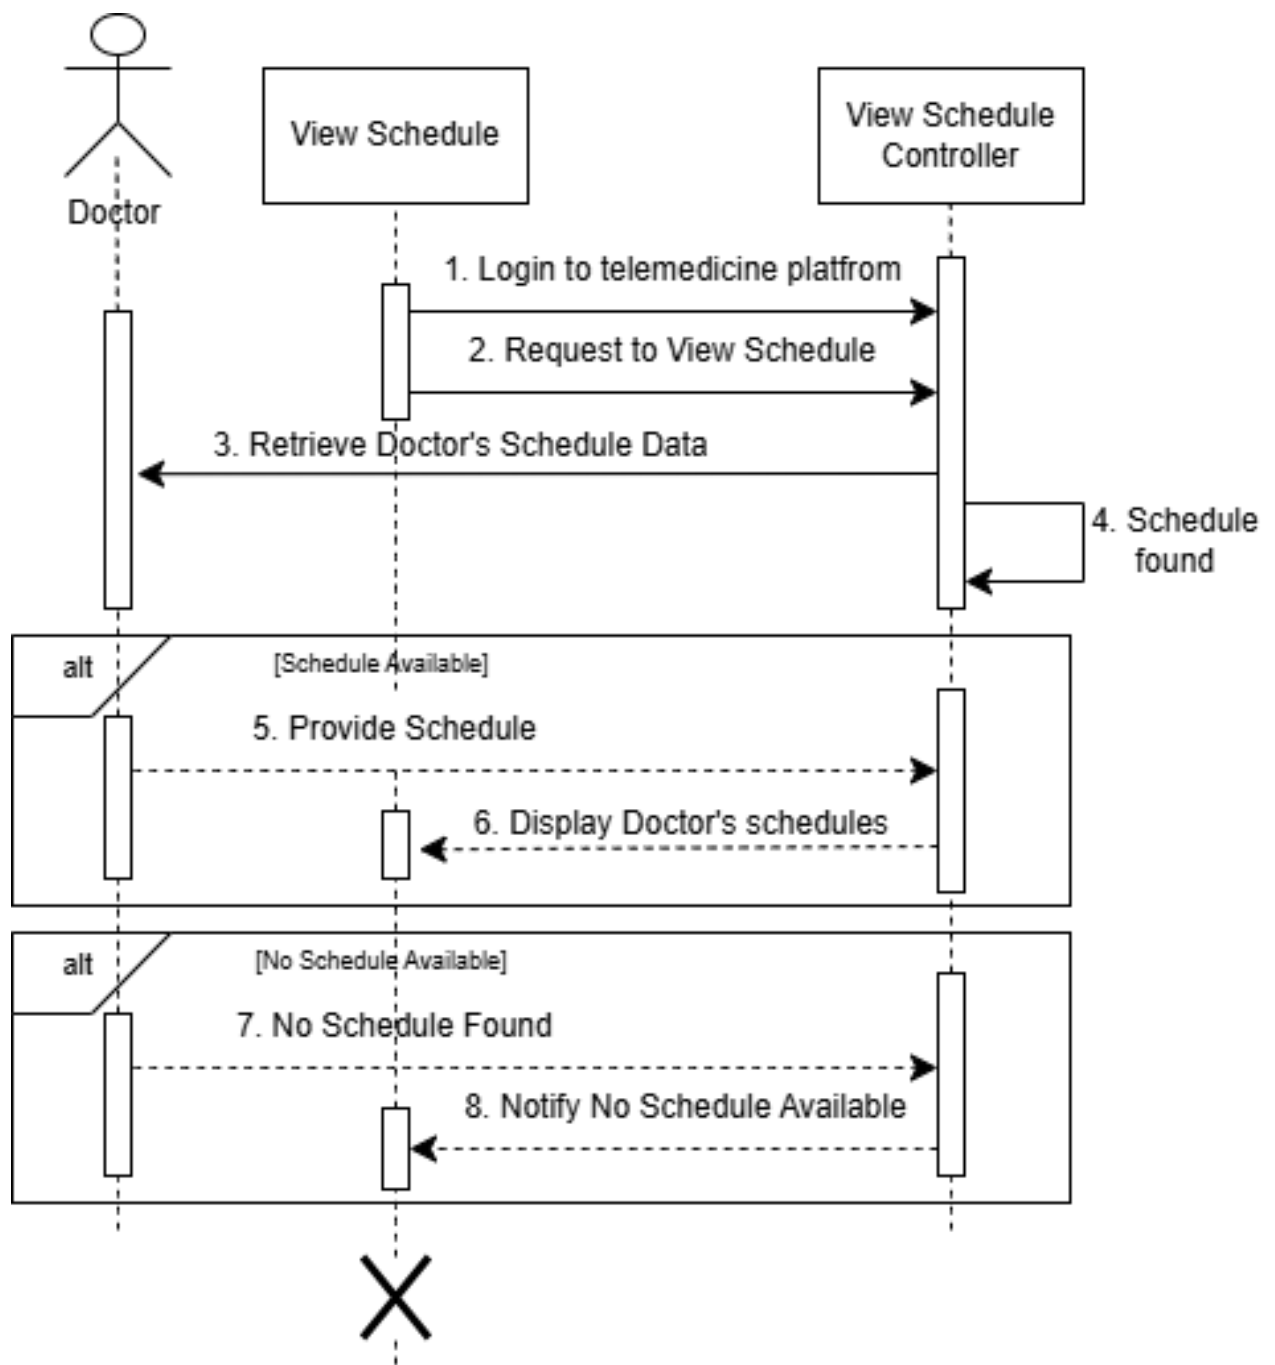 Doctor
View Schedule
View Schedule
Controller
1. Login to telemedicine platfrom
2. Request to View Schedule
3. Retrieve Doctor's Schedule Data
4. Schedule
found
alt
[Schedule Available]
5. Provide Schedule
6. Display Doctor's schedules
alt
[No Schedule Available]
7. No Schedule Found
8. Notify No Schedule Available